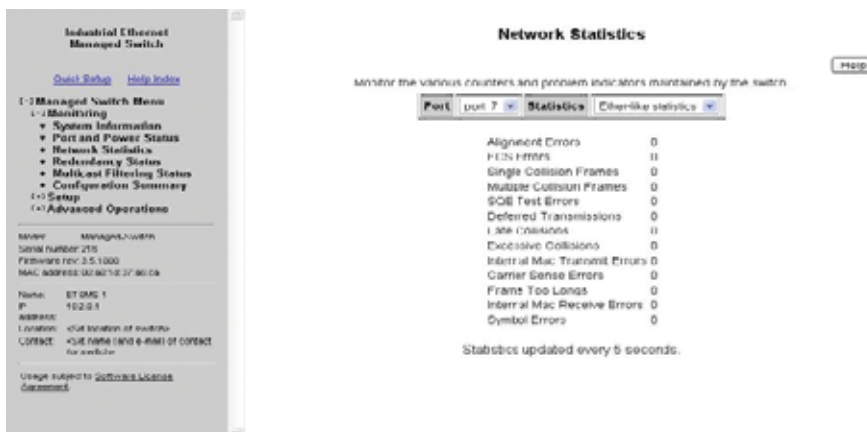 Industrial Ethernet
Managed Switch
Quick Setup Help Index
[-] Managed Switch Menu
[-] Monitoring
• System Information
• Port and Power Status
• Network Statistics
• Redundancy Status
• Multicast Filtering Status
• Configuration Summary
[+] Setup
[+] Advanced Operations
Model: Managed-Switch
Serial number: 216
Firmware rev:
MAC address:
Name:
IP address: 10.2.0.1
Location: <Set location of switch>
Contact: <Set name (and e-mail) of contact for switch>
Usage subject to Software License Agreement
Network Statistics
Help
Monitor the various counters and problem indicators maintained by the switch
Port port 7 Statistics Ether-like statistics
Alignment Errors 0
FCS Errors 0
Single Collision Frames 0
Multiple Collision Frames 0
SQE Test Errors 0
Deferred Transmissions 0
Late Collisions 0
Excessive Collisions 0
Internal Mac Transmit Errors 0
Carrier Sense Errors 0
Frame Too Longs 0
Internal Mac Receive Errors 0
Symbol Errors 0
Statistics updated every 5 seconds.